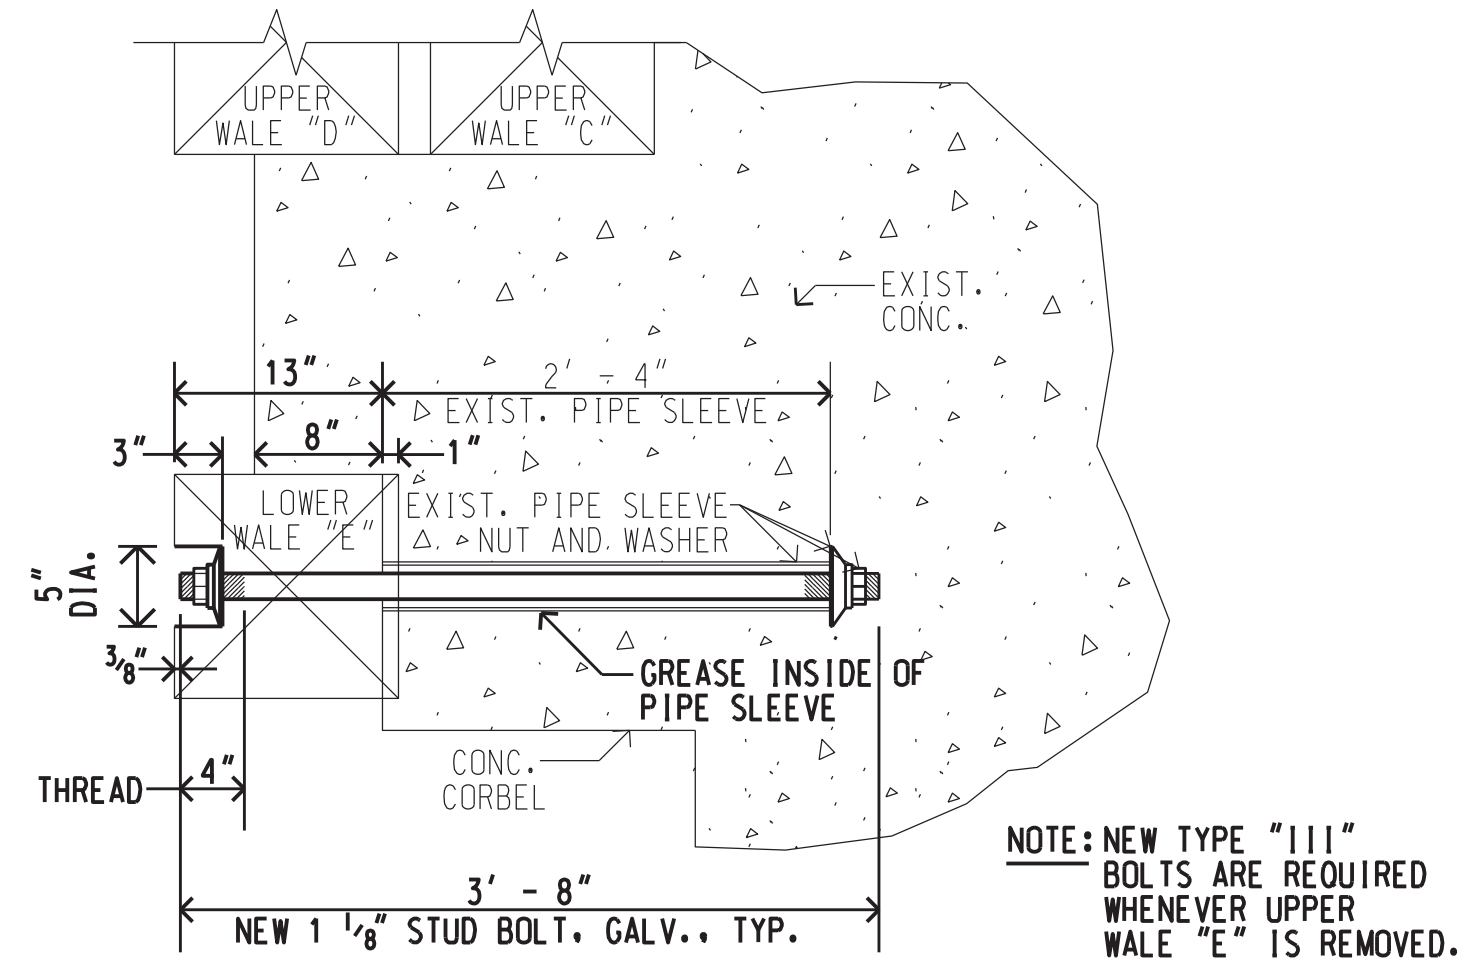 UPPER
WALE "D"
UPPER
WALE "C"
EXIST.
CONC.
13"
2' - 4"
EXIST. PIPE SLEEVE
3"
8"
1"
LOWER
WALE "E"
EXIST. PIPE SLEEVE
NUT AND WASHER
5"
DIA.
3/8"
GREASE INSIDE OF
PIPE SLEEVE
CONC.
CORBEL
THREAD
4"
3' - 8"
NEW 1 1/8" STUD BOLT, GALV., TYP.
NOTE: NEW TYPE "III"
BOLTS ARE REQUIRED
WHENEVER UPPER
WALE "E" IS REMOVED.